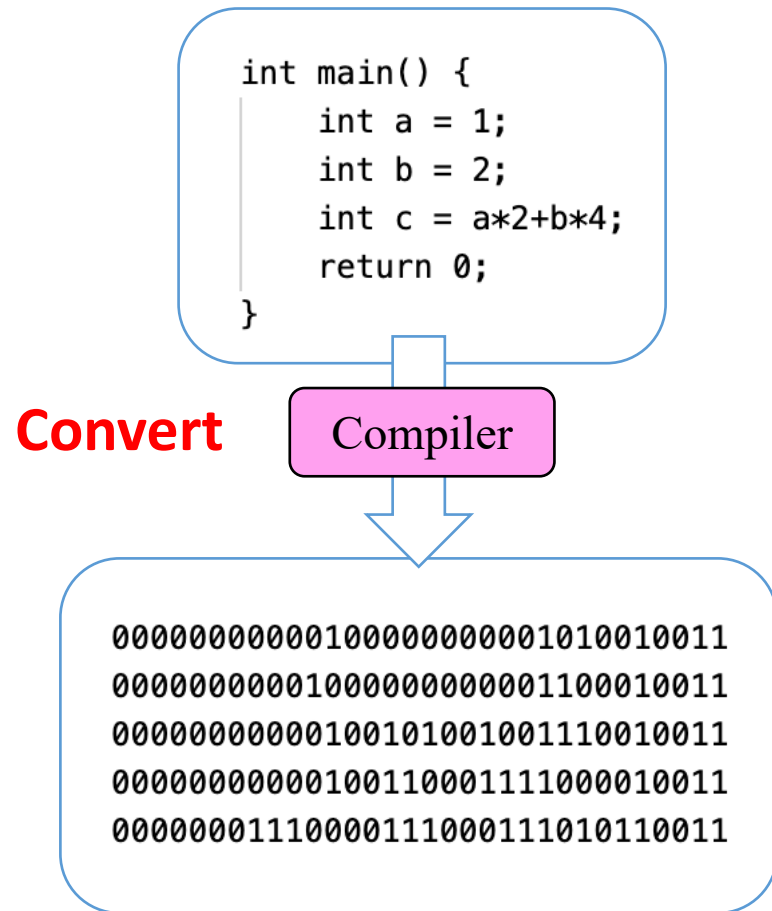 int main() {
int a = 1;
int b = 2;
int c = a*2+b*4;
return 0;
}
Convert
Compiler
00000000000100000000001010010011
00000000001000000000001100010011
00000000000100101001001110010011
00000000000100110001111000010011
00000001110000111000111010110011